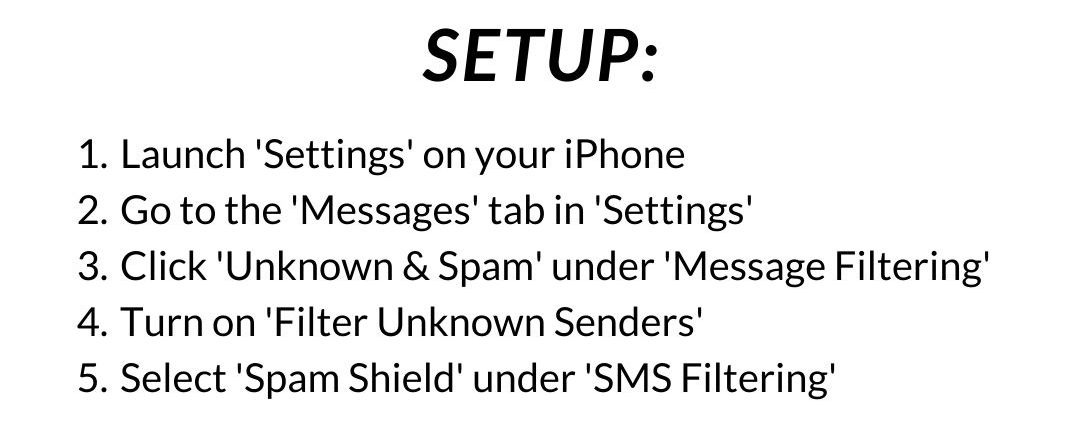 SETUP:
1. Launch 'Settings' on your iPhone
2. Go to the 'Messages' tab in 'Settings'
3. Click 'Unknown & Spam' under 'Message Filtering'
4. Turn on 'Filter Unknown Senders'
5. Select 'Spam Shield' under 'SMS Filtering'